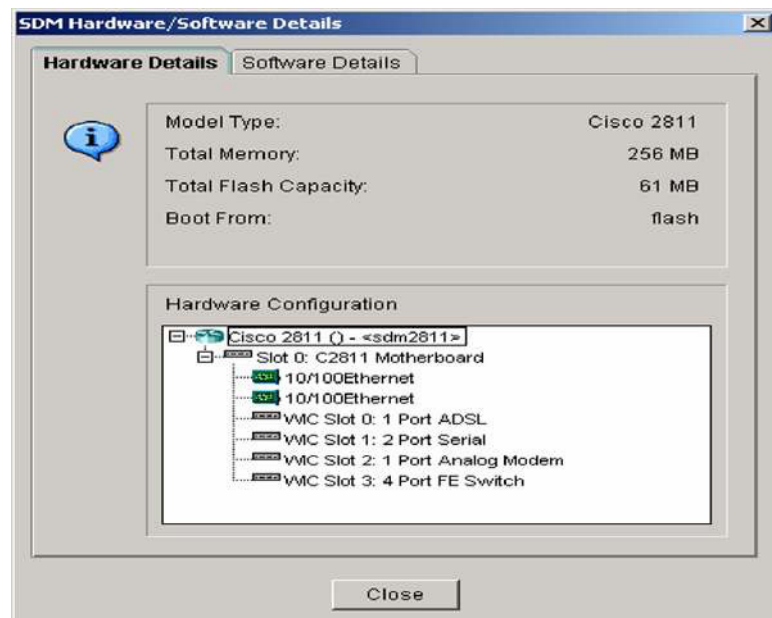 SDM Hardware/Software Details
Hardware Details Software Details
Model Type: Cisco 2811
Total Memory: 256 MB
Total Flash Capacity: 61 MB
Boot From: flash
Hardware Configuration
Cisco 2811 () - <sdm2811>
Slot 0: C2811 Motherboard
10/100Ethernet
10/100Ethernet
WIC Slot 0: 1 Port ADSL
WIC Slot 1: 2 Port Serial
WIC Slot 2: 1 Port Analog Modem
WIC Slot 3: 4 Port FE Switch
Close